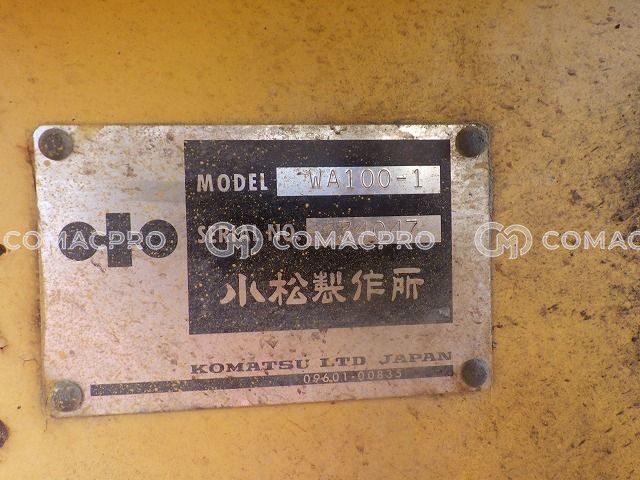 MODEL WA100-1
SERIAL NO.
小松製作所
KOMATSU LTD JAPAN
09601-00835
COMACPRO COMACPRO COMACPRO